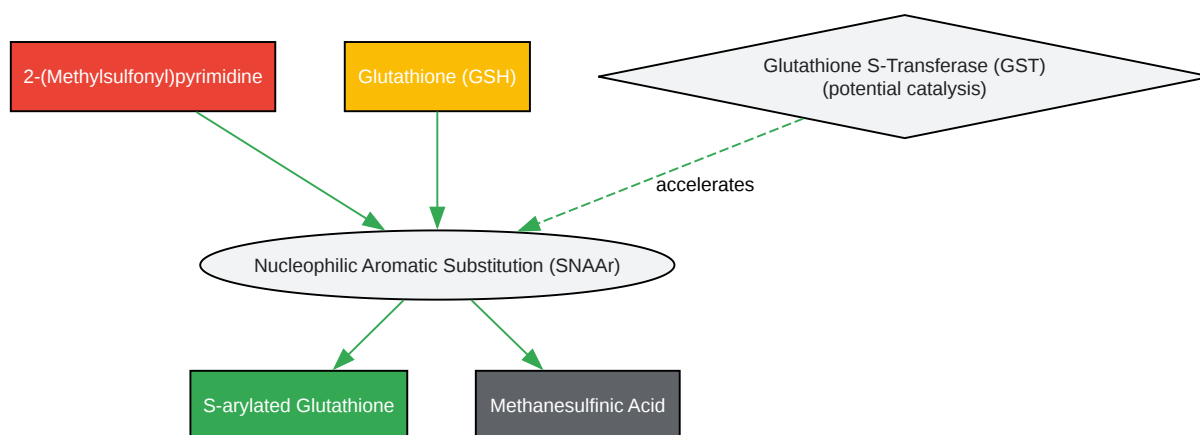 2-(Methylsulfonyl)pyrimidine
Glutathione (GSH)
Glutathione S-Transferase (GST)
(potential catalysis)
accelerates
Nucleophilic Aromatic Substitution (SNAAr)
S-arylated Glutathione
Methanesulfinic Acid